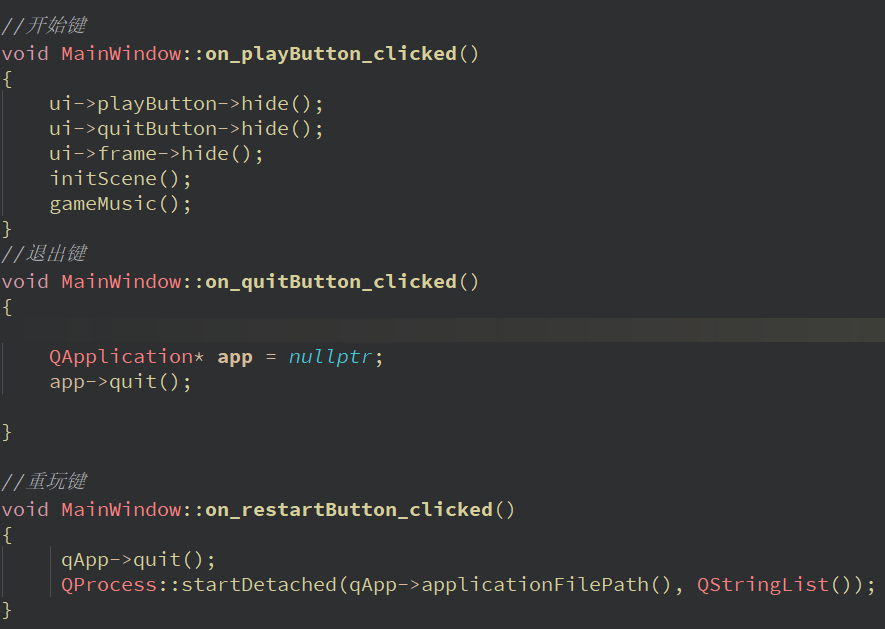 //开始键
void MainWindow::on_playButton_clicked()
{
    ui->playButton->hide();
    ui->quitButton->hide();
    ui->frame->hide();
    initScene();
    gameMusic();
}
//退出键
void MainWindow::on_quitButton_clicked()
{
    QApplication* app = nullptr;
    app->quit();
}
//重玩键
void MainWindow::on_restartButton_clicked()
{
     qApp->quit();
     QProcess::startDetached(qApp->applicationFilePath(), QStringList());
}